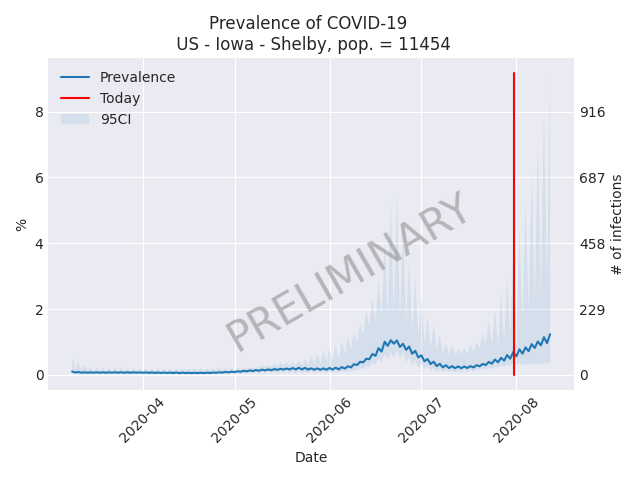 Prevalence of COVID-19
US - Iowa - Shelby, pop. = 11454
Prevalence
Today
95CI
8
6
4
2
0
%
916
687
458
229
0
# of infections
PRELIMINARY
2020-04
2020-05
2020-06
2020-07
2020-08
Date